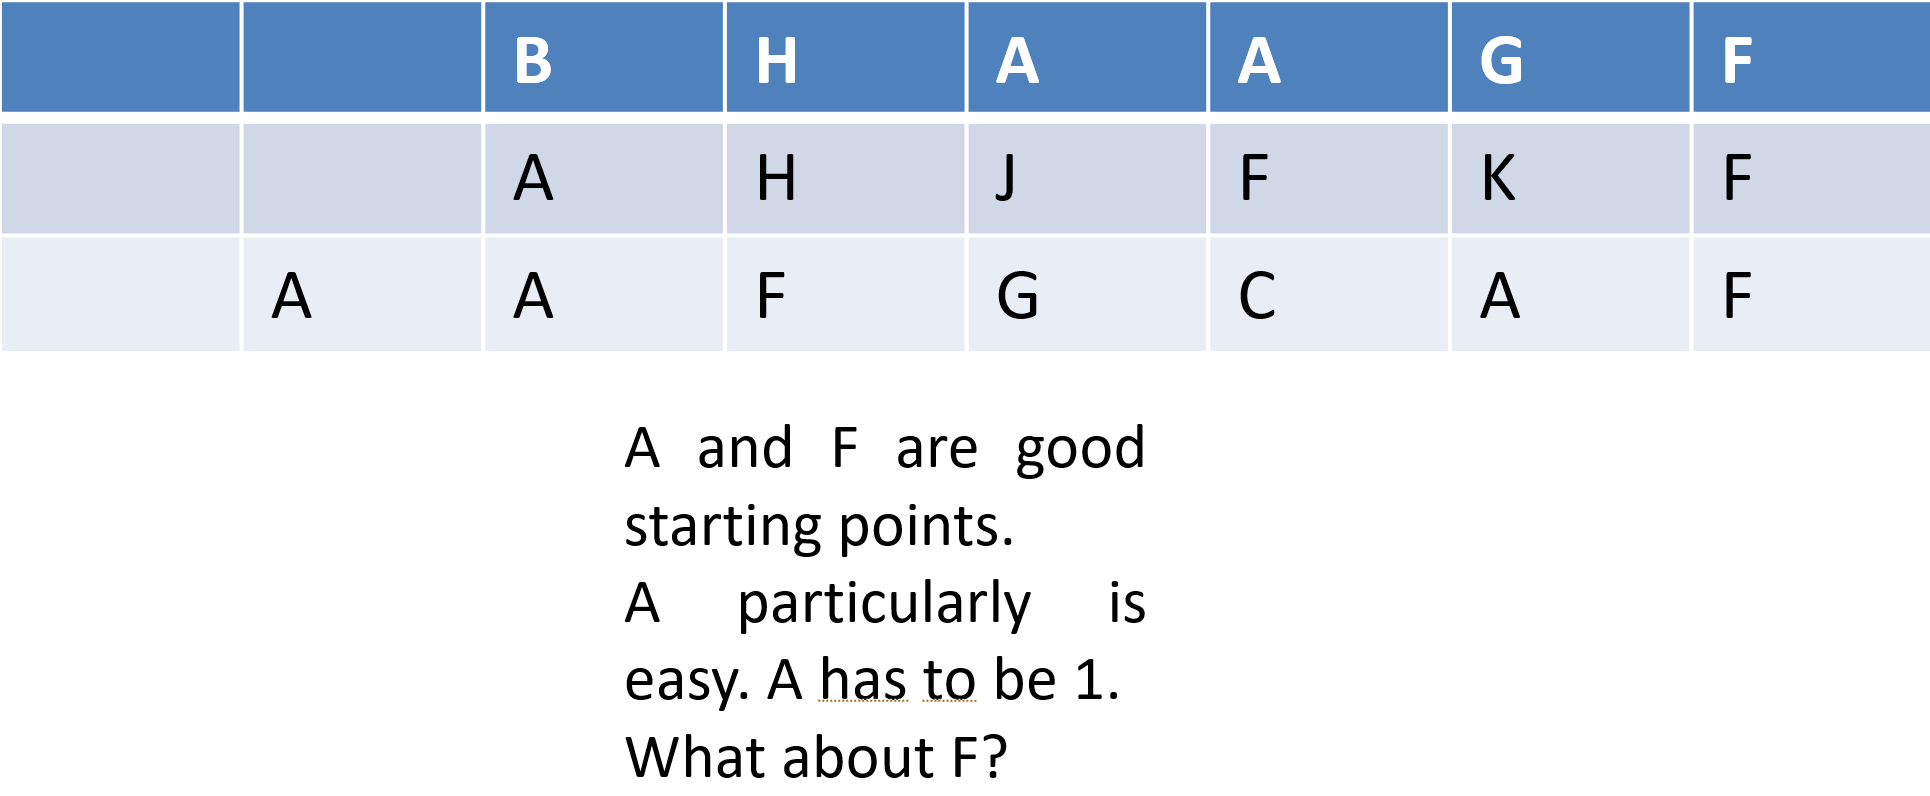 B H A A G F
A H J F K F
A A F G C A F
A and F are good
starting points.
A particularly is
easy. A has to be 1.
What about F?